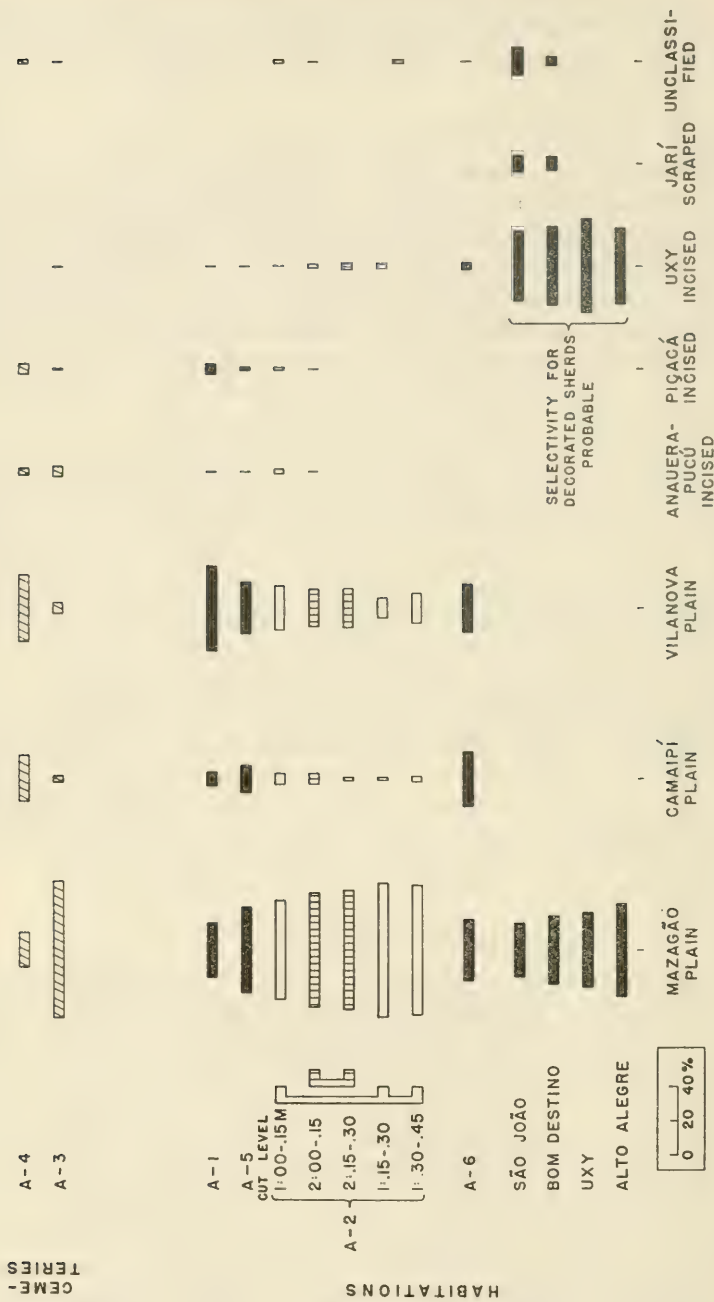 CEME-
TERIES
A-4
A-3
HABITATIONS
A-1
A-5
CUT LEVEL
1:00-.15M
2:00-.15
A-2
2:.15-.30
1:.15-.30
1:.30-.45
A-6
SÃO JOÃO
BOM DESTINO
UXY
ALTO ALEGRE
SELECTIVITY FOR
DECORATED SHERDS
PROBABLE
0 20 40%
MAZAGÃO
PLAIN
CAMAIPÍ
PLAIN
VILANOVA
PLAIN
ANAUERA-
PUCÚ
INCISED
PIÇACÁ
INCISED
UXY
INCISED
JARÍ
SCRAPED
UNCLASSI-
FIED